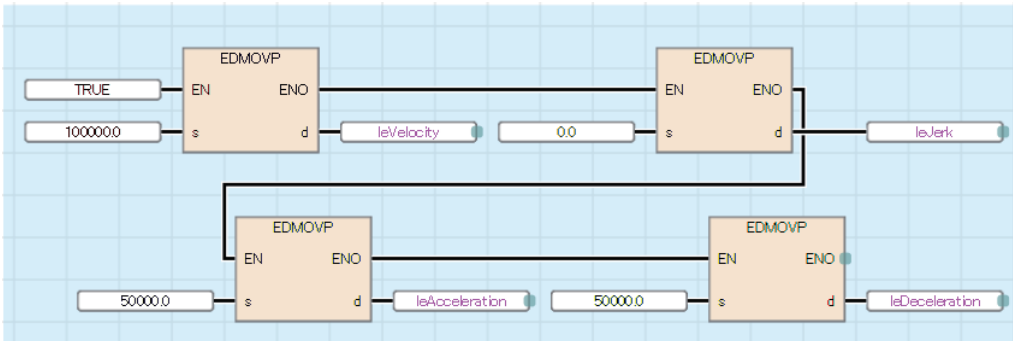 EDMOVP EDMOVP
TRUE EN ENO EN ENO
100000.0 s d leVelocity 0.0 s d leJerk
EDMOVP EDMOVP
EN ENO EN ENO
50000.0 s d leAcceleration 50000.0 s d leDeceleration